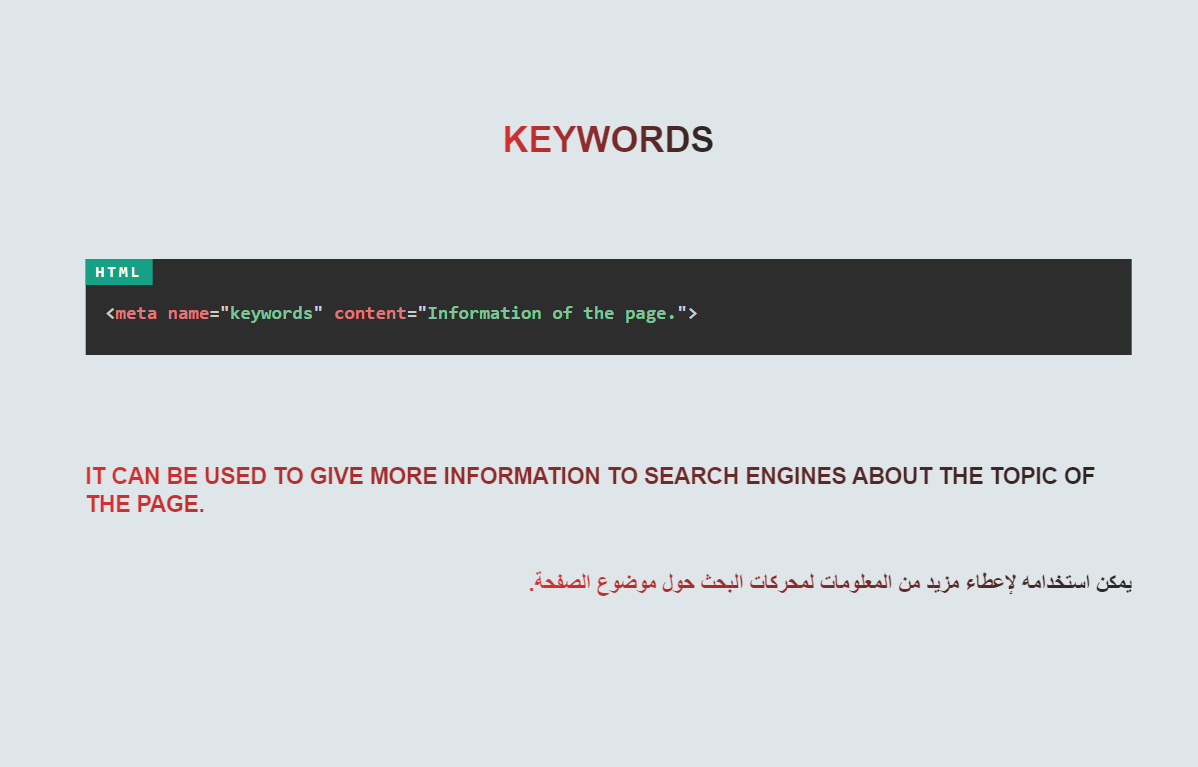 KEYWORDS
HTML
<meta name="keywords" content="Information of the page.">
IT CAN BE USED TO GIVE MORE INFORMATION TO SEARCH ENGINES ABOUT THE TOPIC OF
THE PAGE.
يمكن استخدامه لإعطاء مزيد من المعلومات لمحركات البحث حول موضوع الصفحة.